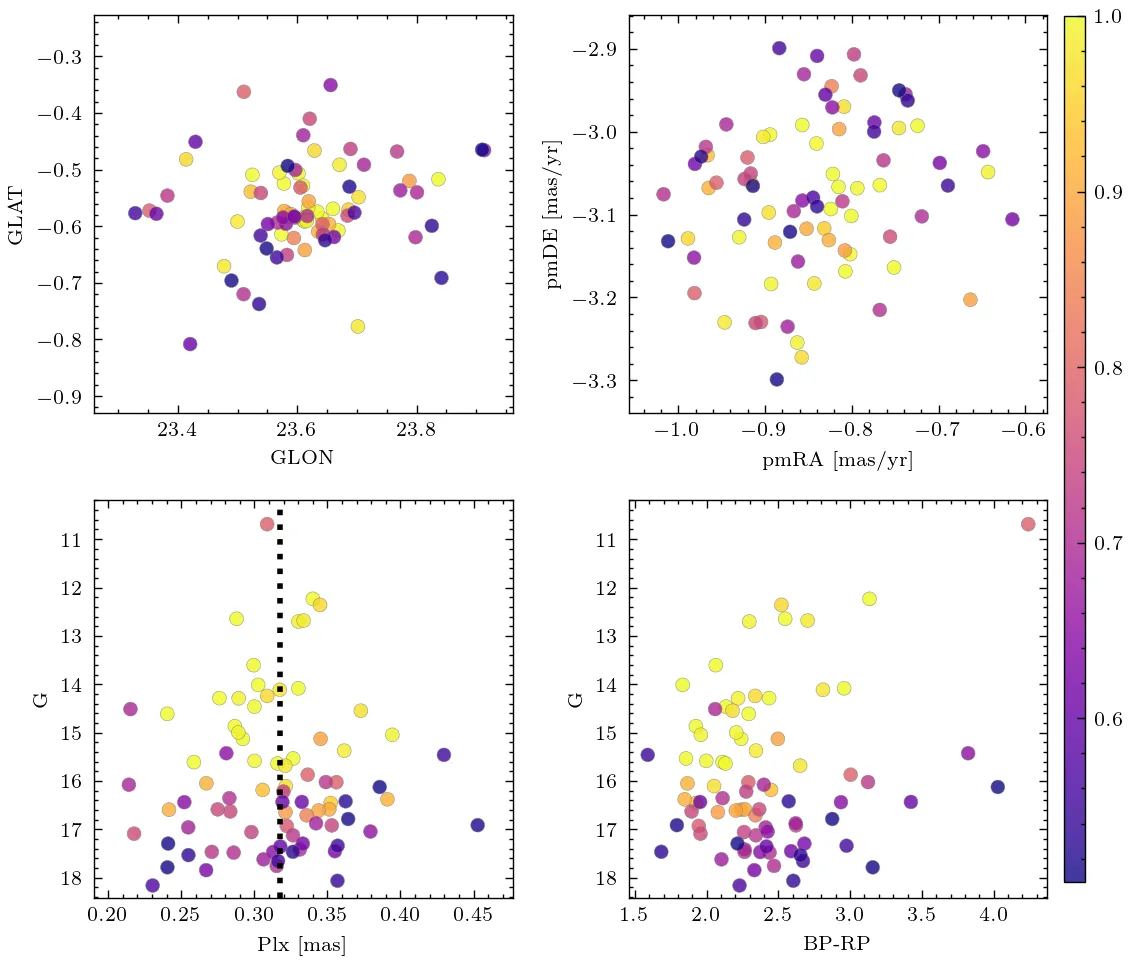 −0.3
−0.4
−0.5
−0.6
−0.7
−0.8
−0.9
GLAT
23.4 23.6 23.8
GLON
−2.9
−3.0
−3.1
−3.2
−3.3
pmDE [mas/yr]
−1.0 −0.9 −0.8 −0.7 −0.6
pmRA [mas/yr]
11
12
13
14
15
16
17
18
G
0.20 0.25 0.30 0.35 0.40 0.45
Plx [mas]
11
12
13
14
15
16
17
18
G
1.5 2.0 2.5 3.0 3.5 4.0
BP-RP
1.0
0.9
0.8
0.7
0.6